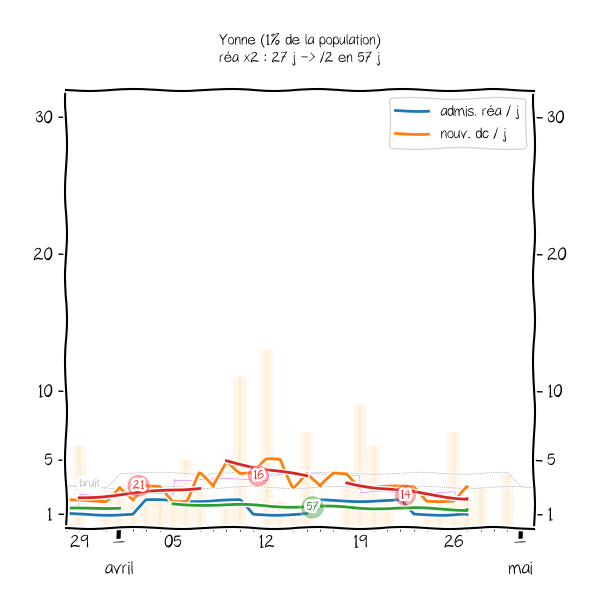 Yonne (1% de la population)
réa x2 : 27 j -> /2 en 57 j
admis. réa / j
nouv. dc / j
30
30
20
20
10
10
5
5
1
1
bruit
21
16
14
57
29
05
12
19
26
avril
mai